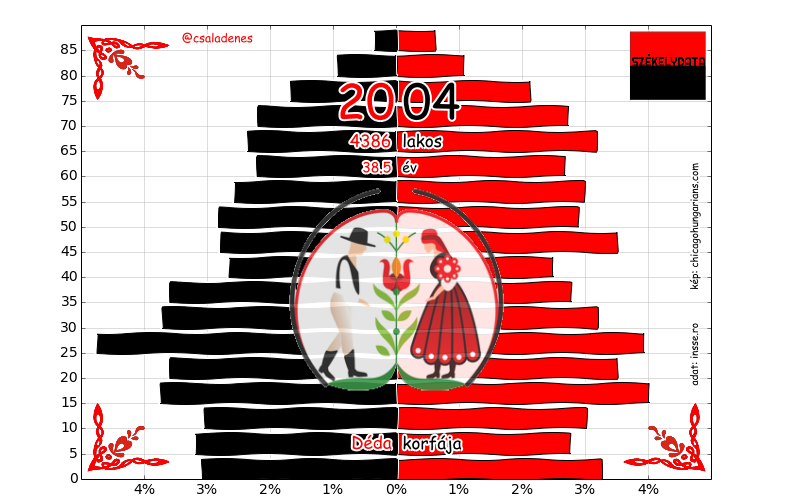 @csaladenes
SZÉKELYDATA
2004
4386 lakos
38.5 év
kép: chicagohungarians.com
adat: insse.ro
Déda korfája
85
80
75
70
65
60
55
50
45
40
35
30
25
20
15
10
5
0
4% 3% 2% 1% 0% 1% 2% 3% 4%